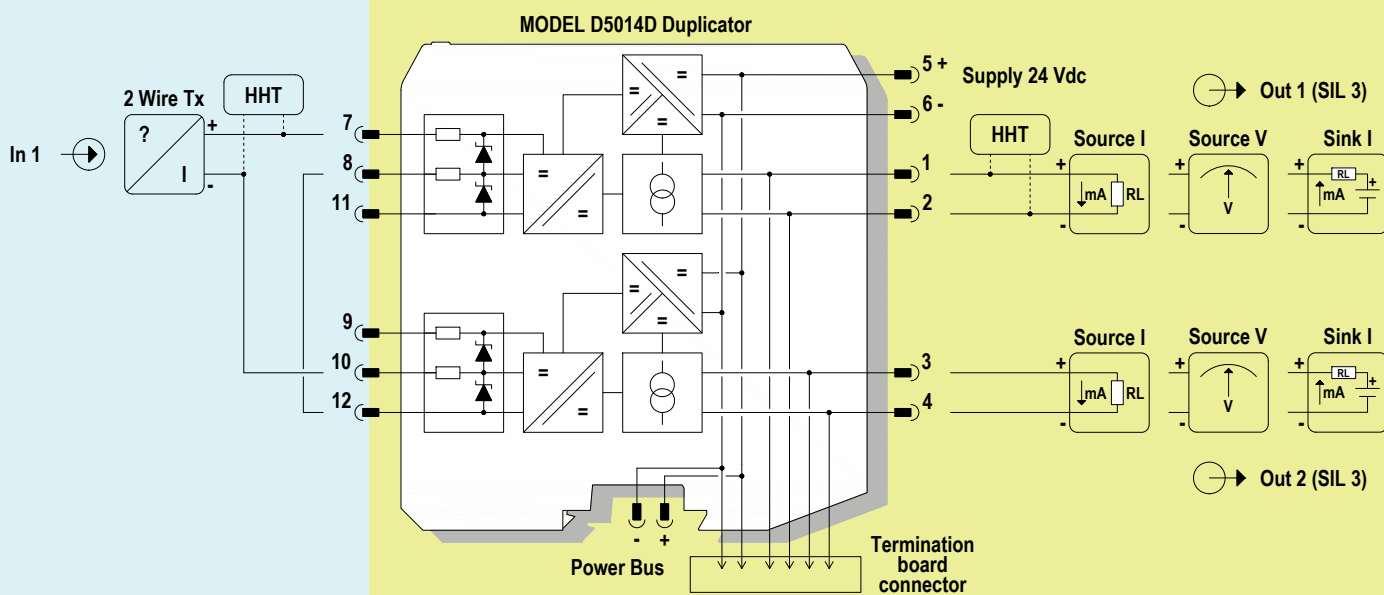 MODEL D5014D Duplicator
In 1
2 Wire Tx
HHT
?
I
+
-
7
8
11
9
10
12
=
=
=
=
=
=
=
=
=
=
5 +
Supply 24 Vdc
6 -
1
2
3
4
HHT
Out 1 (SIL 3)
Source I
+
mA
RL
-
Source V
+
V
-
Sink I
+
RL
+
mA
-
Source I
+
mA
RL
-
Source V
+
V
-
Sink I
+
RL
+
mA
-
Out 2 (SIL 3)
-
+
Power Bus
Termination
board
connector